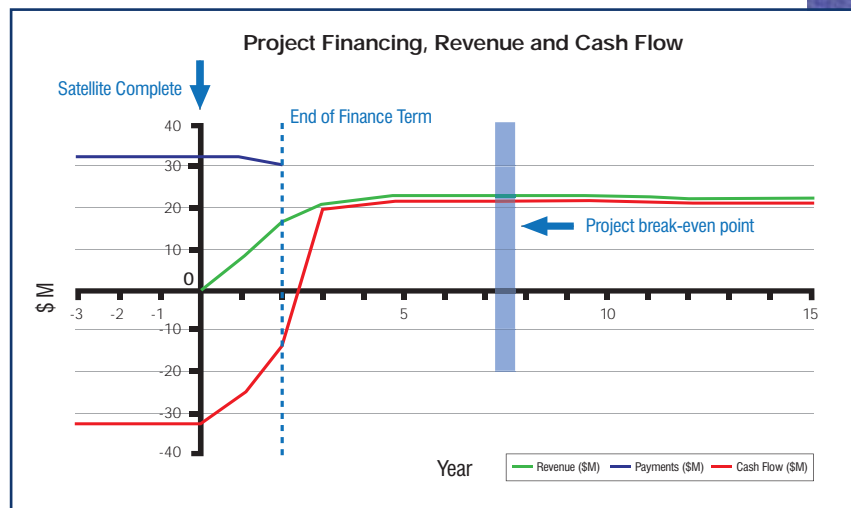 Project Financing, Revenue and Cash Flow
Satellite Complete
End of Finance Term
40
30
20
10
0
-10
-20
-30
-40
$M
-3 -2 -1 5 10 15
Project break-even point
Year
Revenue ($M) Payments ($M) Cash Flow ($M)